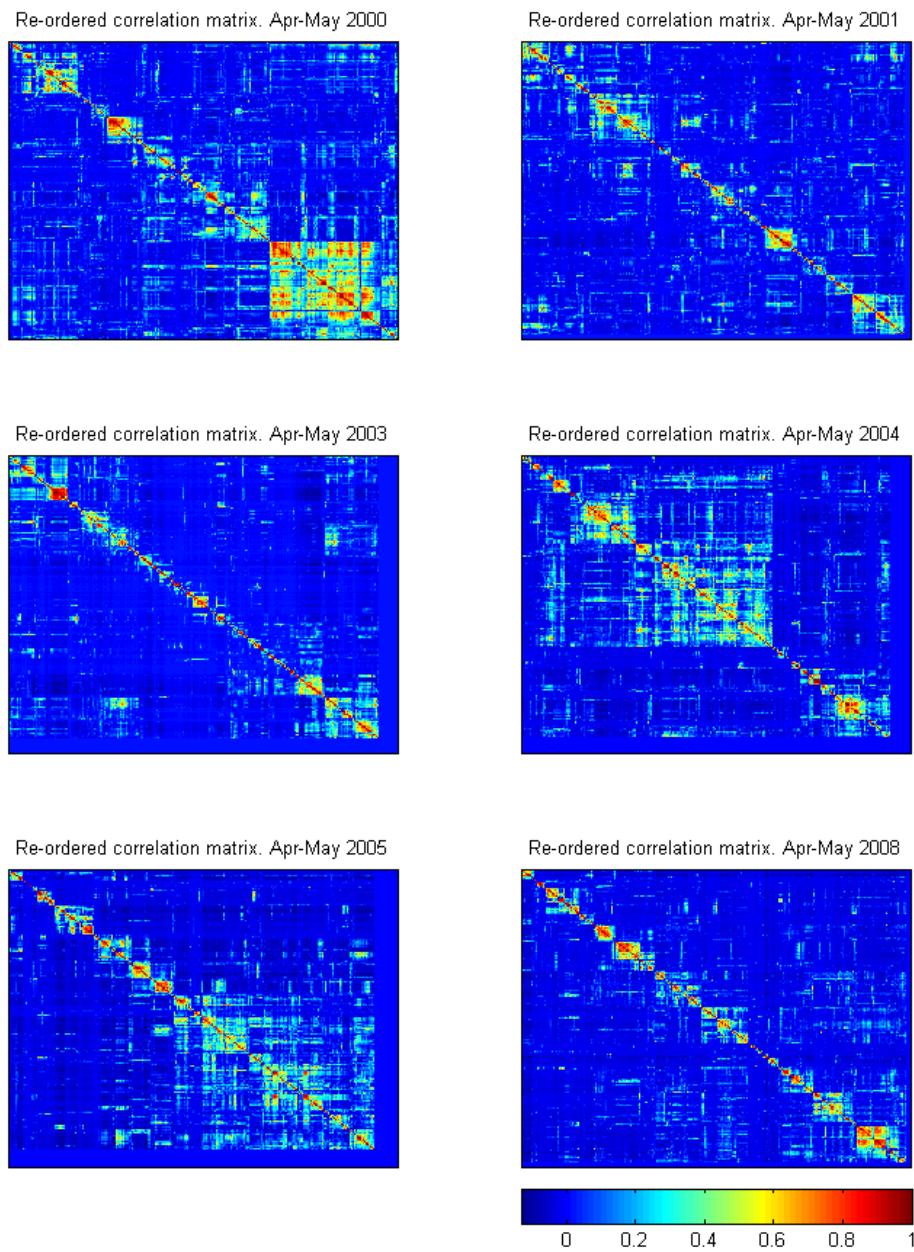 Re-ordered correlation matrix. Apr-May 2000
Re-ordered correlation matrix. Apr-May 2001
Re-ordered correlation matrix. Apr-May 2003
Re-ordered correlation matrix. Apr-May 2004
Re-ordered correlation matrix. Apr-May 2005
Re-ordered correlation matrix. Apr-May 2008
0 0.2 0.4 0.6 0.8 1